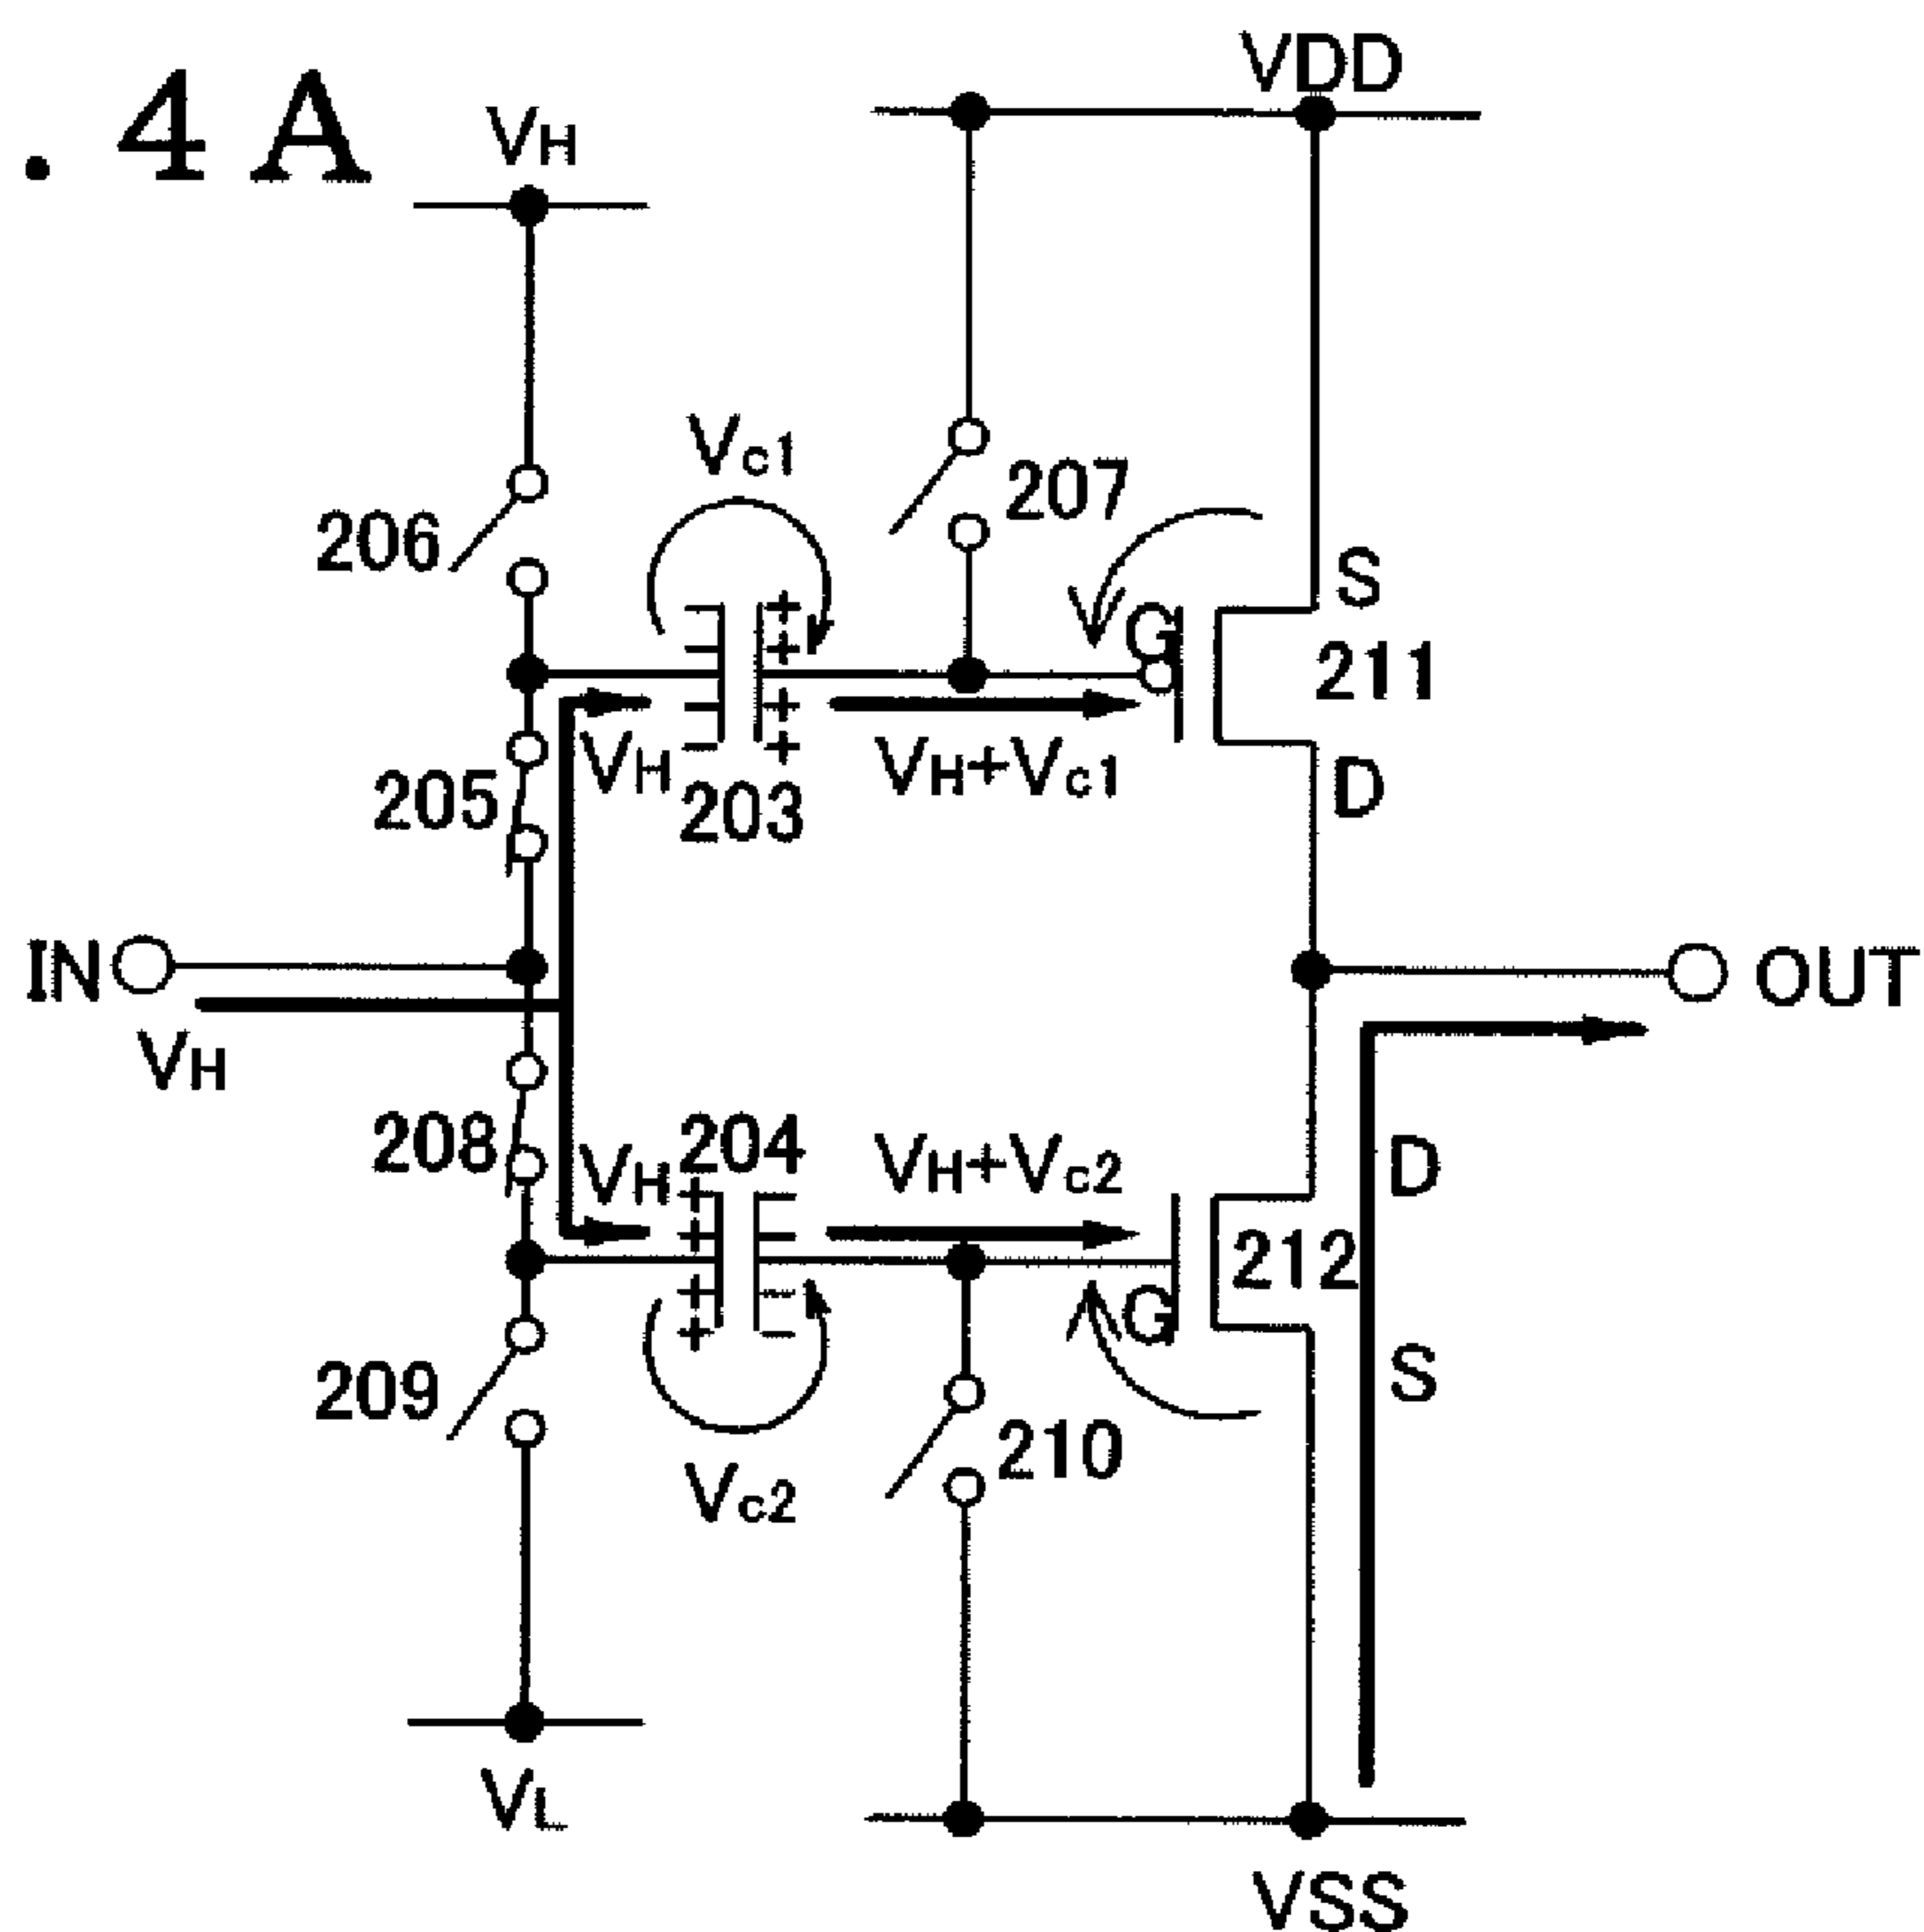 . 4 A
VH
VDD
Vc1
207
206
S
G
211
VH
VH+Vc1
D
205
203
IN
OUT
VH
208
204
VH
VH+Vc2
D
212
G
209
S
210
Vc2
VL
VSS